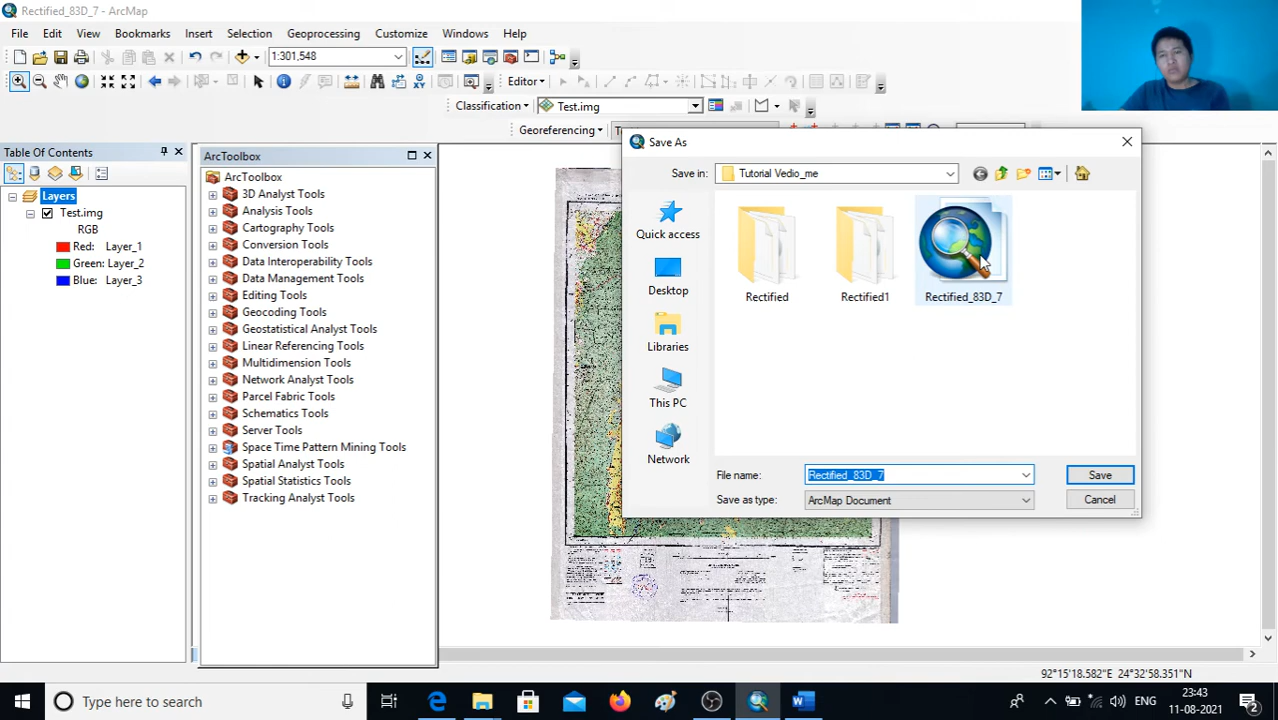 Rectified_83D_7 - ArcMap
File Edit View Bookmarks Insert Selection Geoprocessing Customize Windows Help
1:301,548
Editor
Classification Test.img
Georeferencing
Table Of Contents
Layers
Test.img
RGB
Red: Layer_1
Green: Layer_2
Blue: Layer_3
ArcToolbox
ArcToolbox
3D Analyst Tools
Analysis Tools
Cartography Tools
Conversion Tools
Data Interoperability Tools
Data Management Tools
Editing Tools
Geocoding Tools
Geostatistical Analyst Tools
Linear Referencing Tools
Multidimension Tools
Network Analyst Tools
Parcel Fabric Tools
Schematics Tools
Server Tools
Space Time Pattern Mining Tools
Spatial Analyst Tools
Spatial Statistics Tools
Tracking Analyst Tools
Save As
Save in: Tutorial Vedio_me
Quick access
Desktop
Libraries
This PC
Network
Rectified Rectified1 Rectified_83D_7
File name: Rectified_83D_7 Save
Save as type: ArcMap Document Cancel
92°15'18.582"E 24°32'58.351"N
Type here to search
ENG
23:43
11-08-2021
2